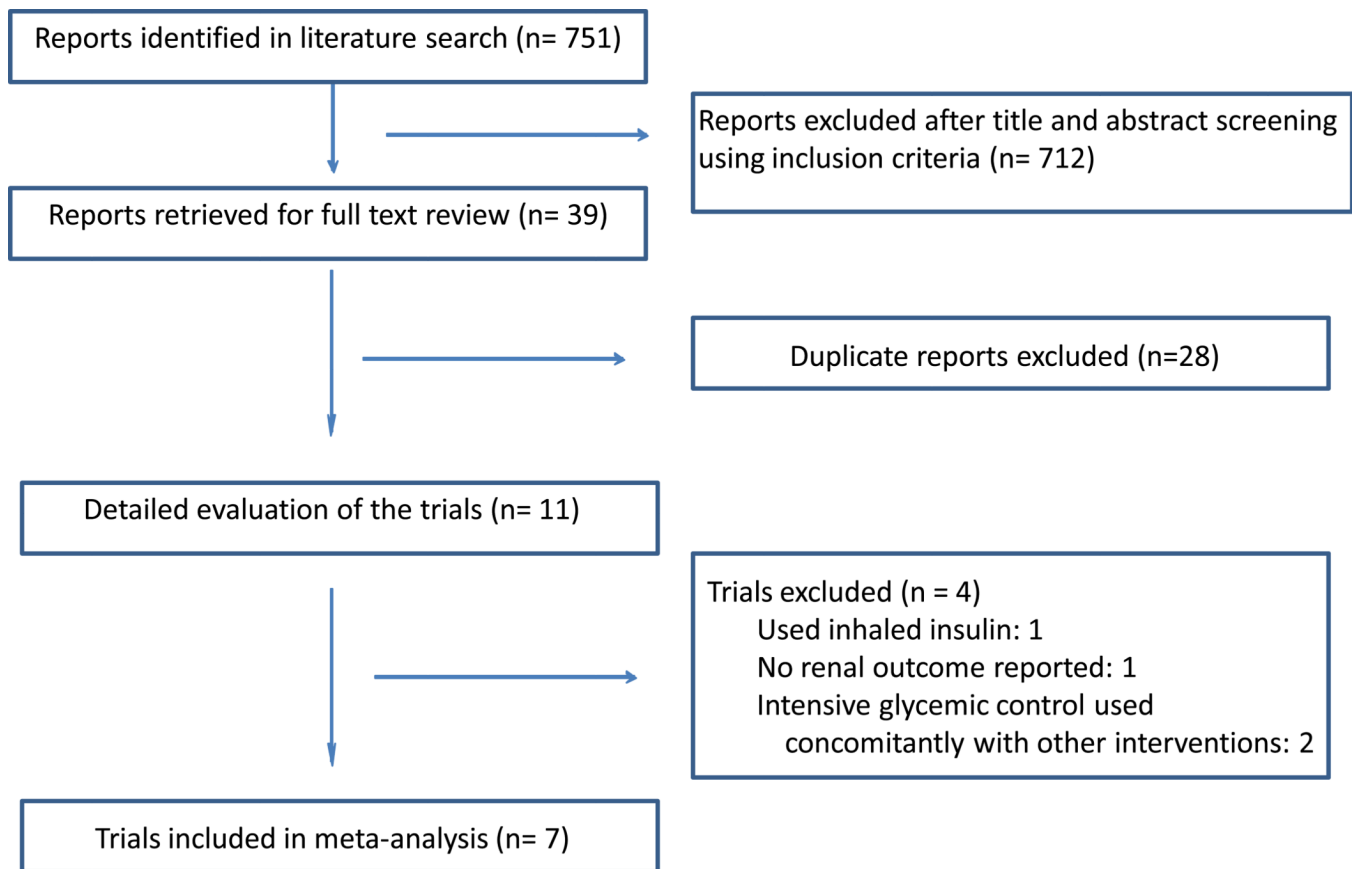 Reports identified in literature search (n= 751)
Reports excluded after title and abstract screening
using inclusion criteria (n= 712)
Reports retrieved for full text review (n= 39)
Duplicate reports excluded (n=28)
Detailed evaluation of the trials (n= 11)
Trials excluded (n = 4)
Used inhaled insulin: 1
No renal outcome reported: 1
Intensive glycemic control used
concomitantly with other interventions: 2
Trials included in meta-analysis (n= 7)